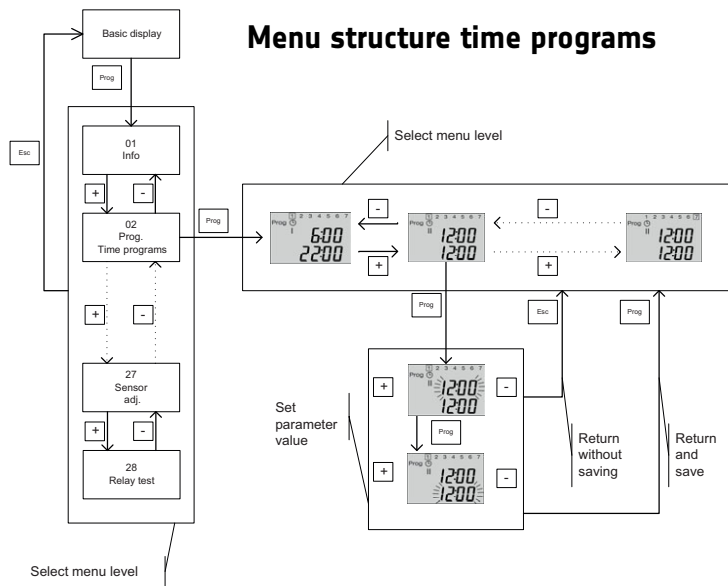 Menu structure time programs
Basic display
Prog
Esc
01
Info
+
-
02
Prog.
Time programs
+
-
27
Sensor
adj.
+
-
28
Relay test
Select menu level
Prog
Select menu level
1 2 3 4 5 6 7
Prog
I
6:00
22:00
-
+
1 2 3 4 5 6 7
Prog
II
12:00
12:00
-
+
1 2 3 4 5 6 7
Prog
II
12:00
12:00
Prog
Esc
Prog
Set
parameter
value
+
1 2 3 4 5 6 7
Prog
II
12:00
12:00
-
Prog
+
1 2 3 4 5 6 7
Prog
II
12:00
12:00
-
Return
without
saving
Return
and
save